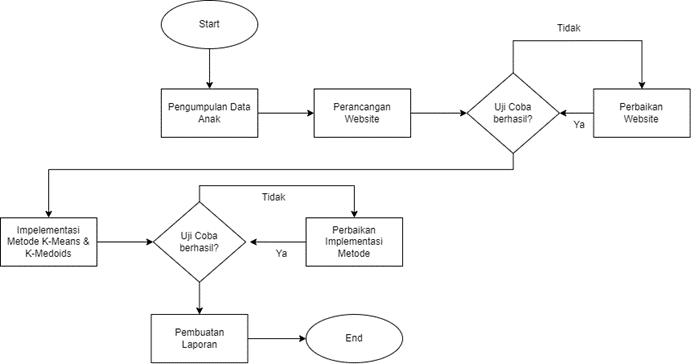 Start
Tidak
Pengumpulan Data
Anak
Perancangan
Website
Uji Coba
berhasil?
Ya
Perbaikan
Website
Tidak
Impelementasi
Metode K-Means &
K-Medoids
Uji Coba
berhasil?
Ya
Perbaikan
Implementasi
Metode
Pembuatan
Laporan
End